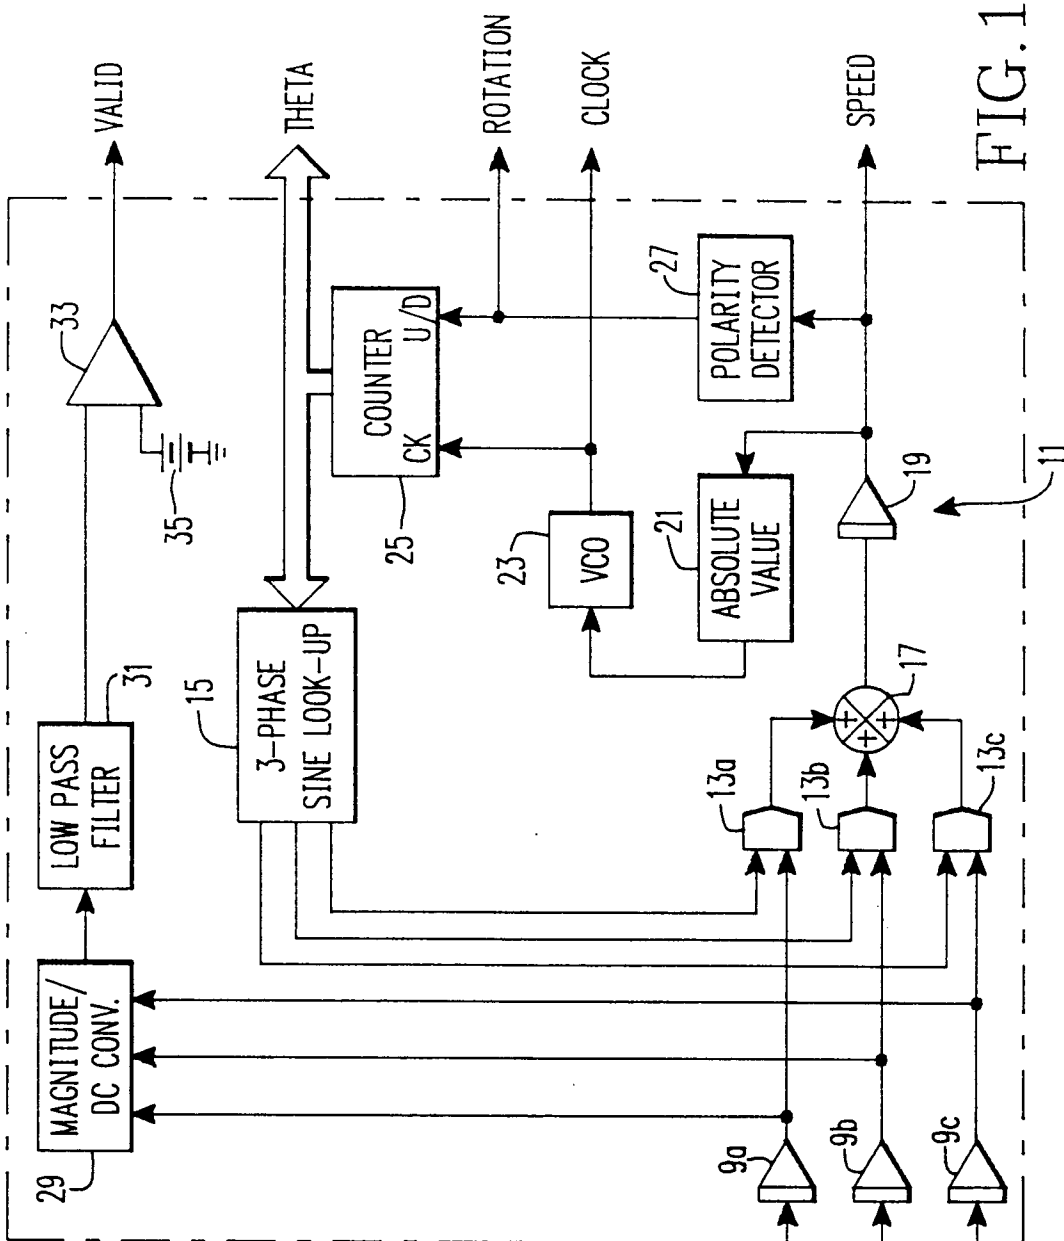 29
MAGNITUDE/
DC CONV.
LOW PASS
FILTER
31
33
35
VALID
15
3-PHASE
SINE LOOK-UP
THETA
25
COUNTER
CK
U/D
ROTATION
23
VCO
CLOCK
21
ABSOLUTE
VALUE
27
POLARITY
DETECTOR
9a
9b
9c
13a
13b
13c
+
+
+
17
19
SPEED
11
FIG. 1